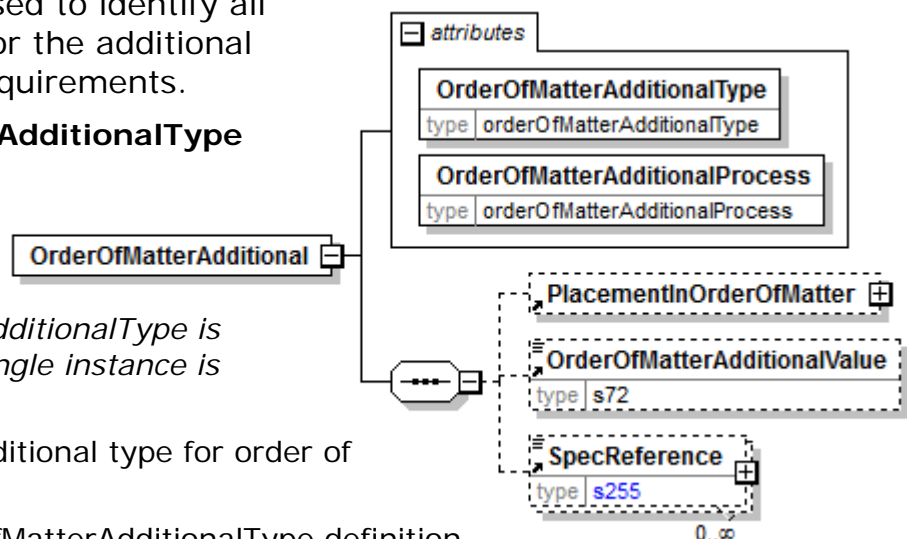 sed to identify all
or the additional
quirements.
AdditionalType
dditionalType is
ngle instance is
ditional type for order of
fMatterAdditionalType definition
attributes
OrderOfMatterAdditionalType
type orderOfMatterAdditionalType
OrderOfMatterAdditionalProcess
type orderOfMatterAdditionalProcess
OrderOfMatterAdditional
PlacementInOrderOfMatter
OrderOfMatterAdditionalValue
type s72
SpecReference
type s255
0..∞